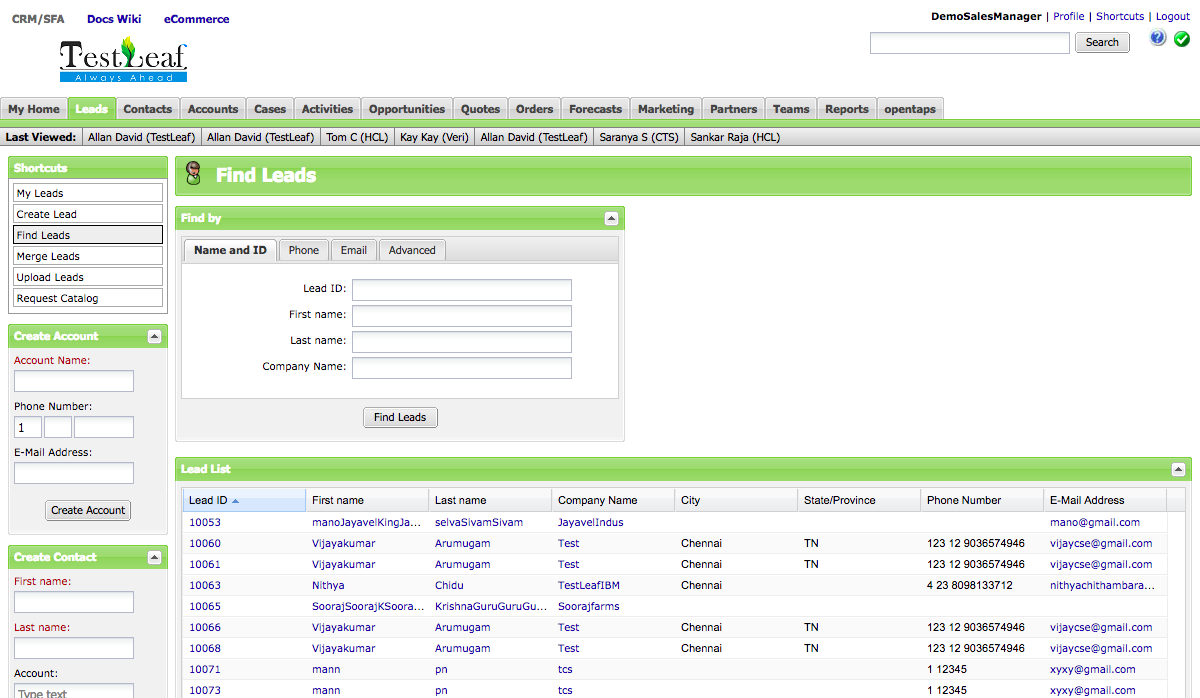 CRM/SFA Docs Wiki eCommerce
DemoSalesManager | Profile | Shortcuts | Logout
TestLeaf
Always Ahead
Search
My Home Leads Contacts Accounts Cases Activities Opportunities Quotes Orders Forecasts Marketing Partners Teams Reports opentaps
Last Viewed: Allan David (TestLeaf) Allan David (TestLeaf) Tom C (HCL) Kay Kay (Veri) Allan David (TestLeaf) Saranya S (CTS) Sankar Raja (HCL)
Shortcuts
My Leads
Create Lead
Find Leads
Merge Leads
Upload Leads
Request Catalog
Create Account
Account Name:
Phone Number:
1
E-Mail Address:
Create Account
Create Contact
First name:
Last name:
Account:
Type text
Find Leads
Find by
Name and ID Phone Email Advanced
Lead ID:
First name:
Last name:
Company Name:
Find Leads
Lead List
Lead ID First name Last name Company Name City State/Province Phone Number E-Mail Address
10053 manoJayavelKingJa... selvaSivamSivam JayavelIndus mano@gmail.com
10060 Vijayakumar Arumugam Test Chennai TN 123 12 9036574946 vijaycse@gmail.com
10061 Vijayakumar Arumugam Test Chennai TN 123 12 9036574946 vijaycse@gmail.com
10063 Nithya Chidu TestLeafIBM Chennai 4 23 8098133712 nithyachithambara...
10065 SoorajSoorajKSoora... KrishnaGuruGuruGu... Soorajfarms
10066 Vijayakumar Arumugam Test Chennai TN 123 12 9036574946 vijaycse@gmail.com
10068 Vijayakumar Arumugam Test Chennai TN 123 12 9036574946 vijaycse@gmail.com
10071 mann pn tcs 1 12345 xyxy@gmail.com
10073 mann pn tcs 1 12345 xyxy@gmail.com